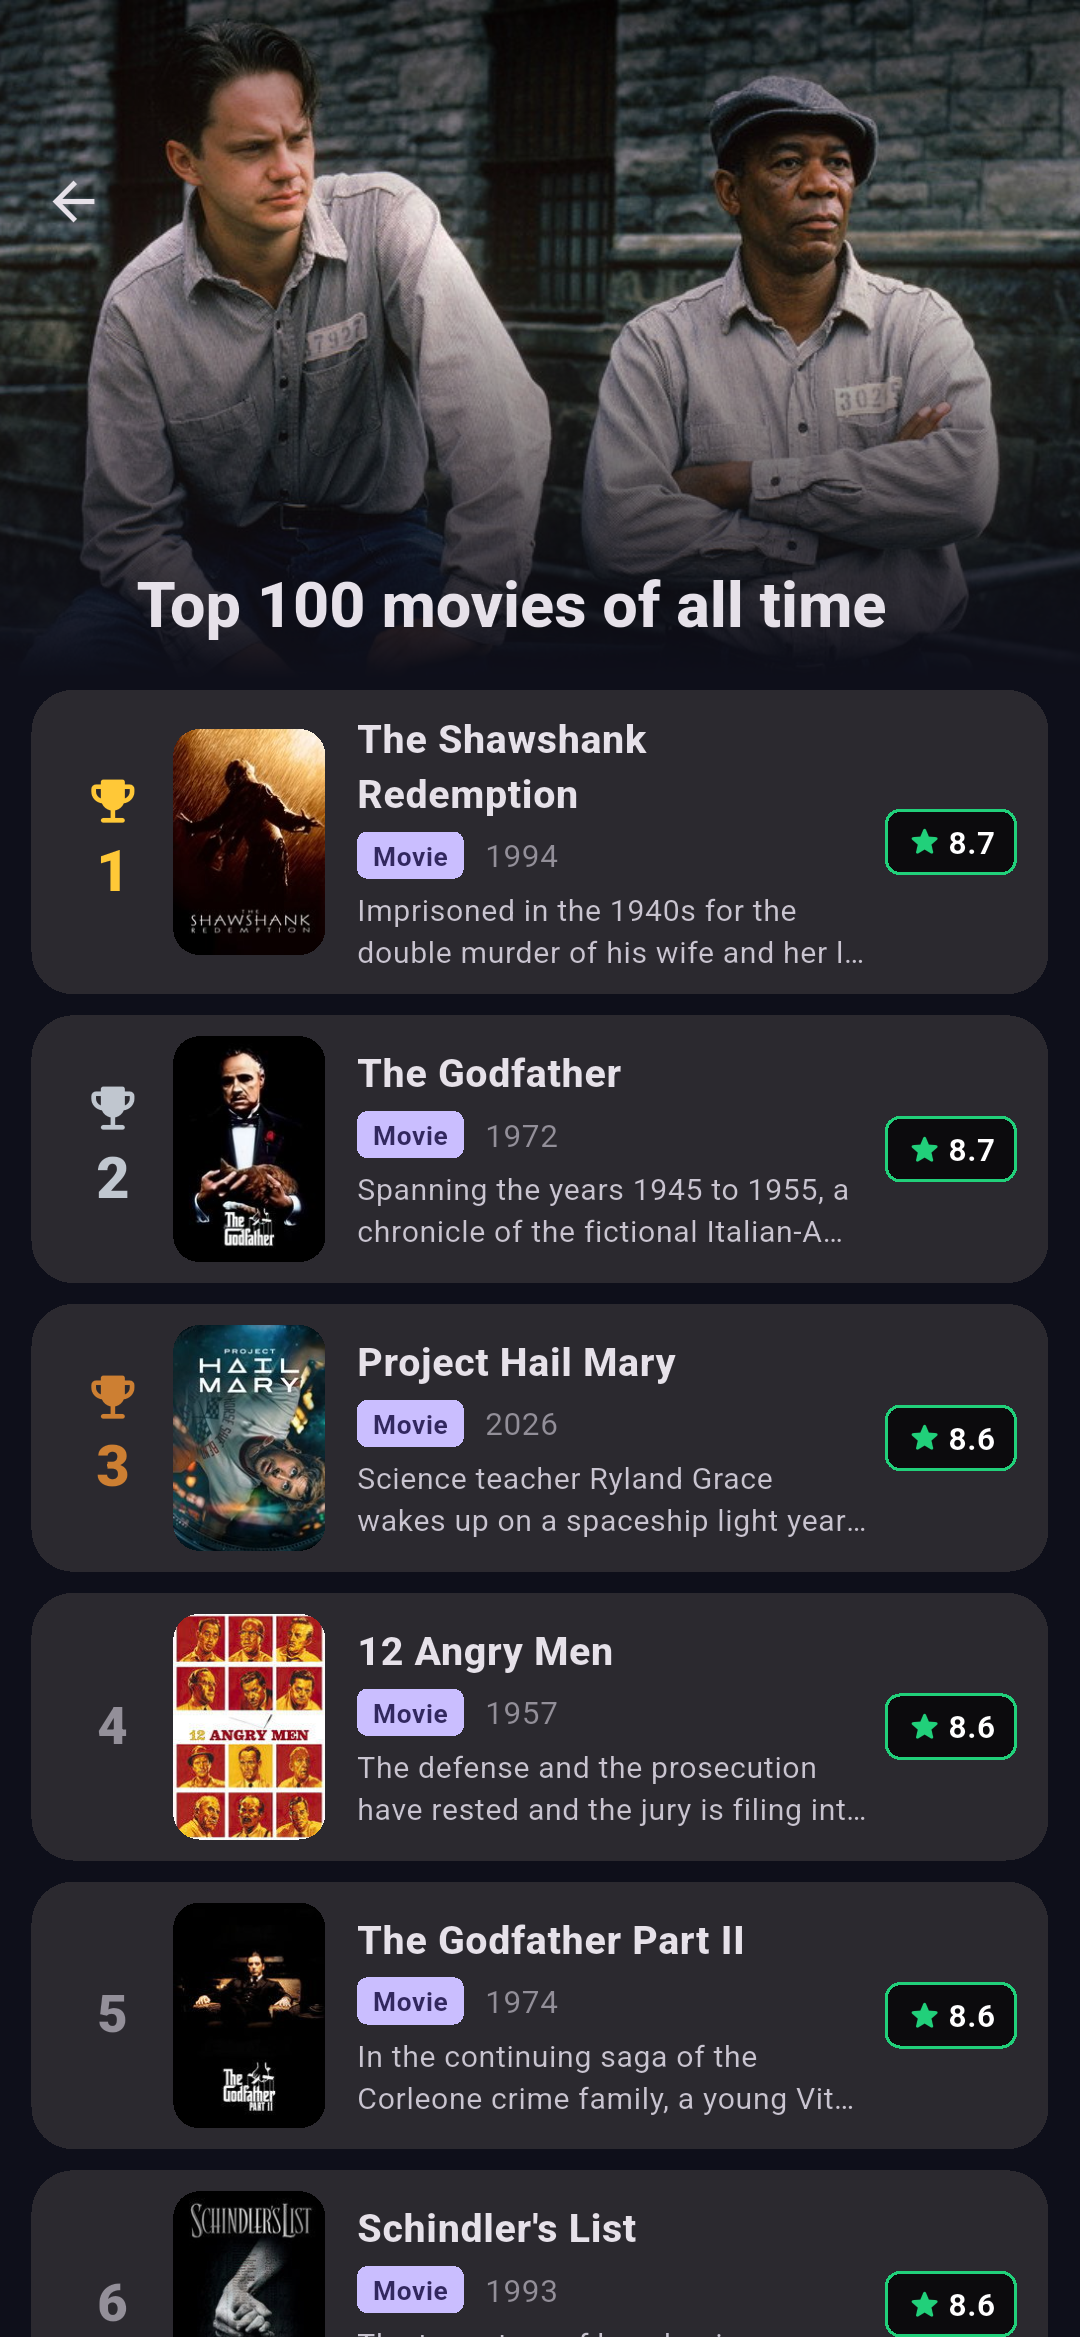 7927
302
Top 100 movies of all time
1
THE
SHAWSHANK
REDEMPTION
The Shawshank
Redemption
Movie 1994
Imprisoned in the 1940s for the
double murder of his wife and her l…
8.7
2
The
Godfather
The Godfather
Movie 1972
Spanning the years 1945 to 1955, a
chronicle of the fictional Italian-A…
8.7
3
PROJECT
HAIL
MARY
Project Hail Mary
Movie 2026
Science teacher Ryland Grace
wakes up on a spaceship light year…
8.6
4
12 ANGRY MEN
12 Angry Men
Movie 1957
The defense and the prosecution
have rested and the jury is filing int…
8.6
5
The
Godfather
PART II
The Godfather Part II
Movie 1974
In the continuing saga of the
Corleone crime family, a young Vit…
8.6
6
SCHINDLER'S LIST
Schindler's List
Movie 1993
8.6